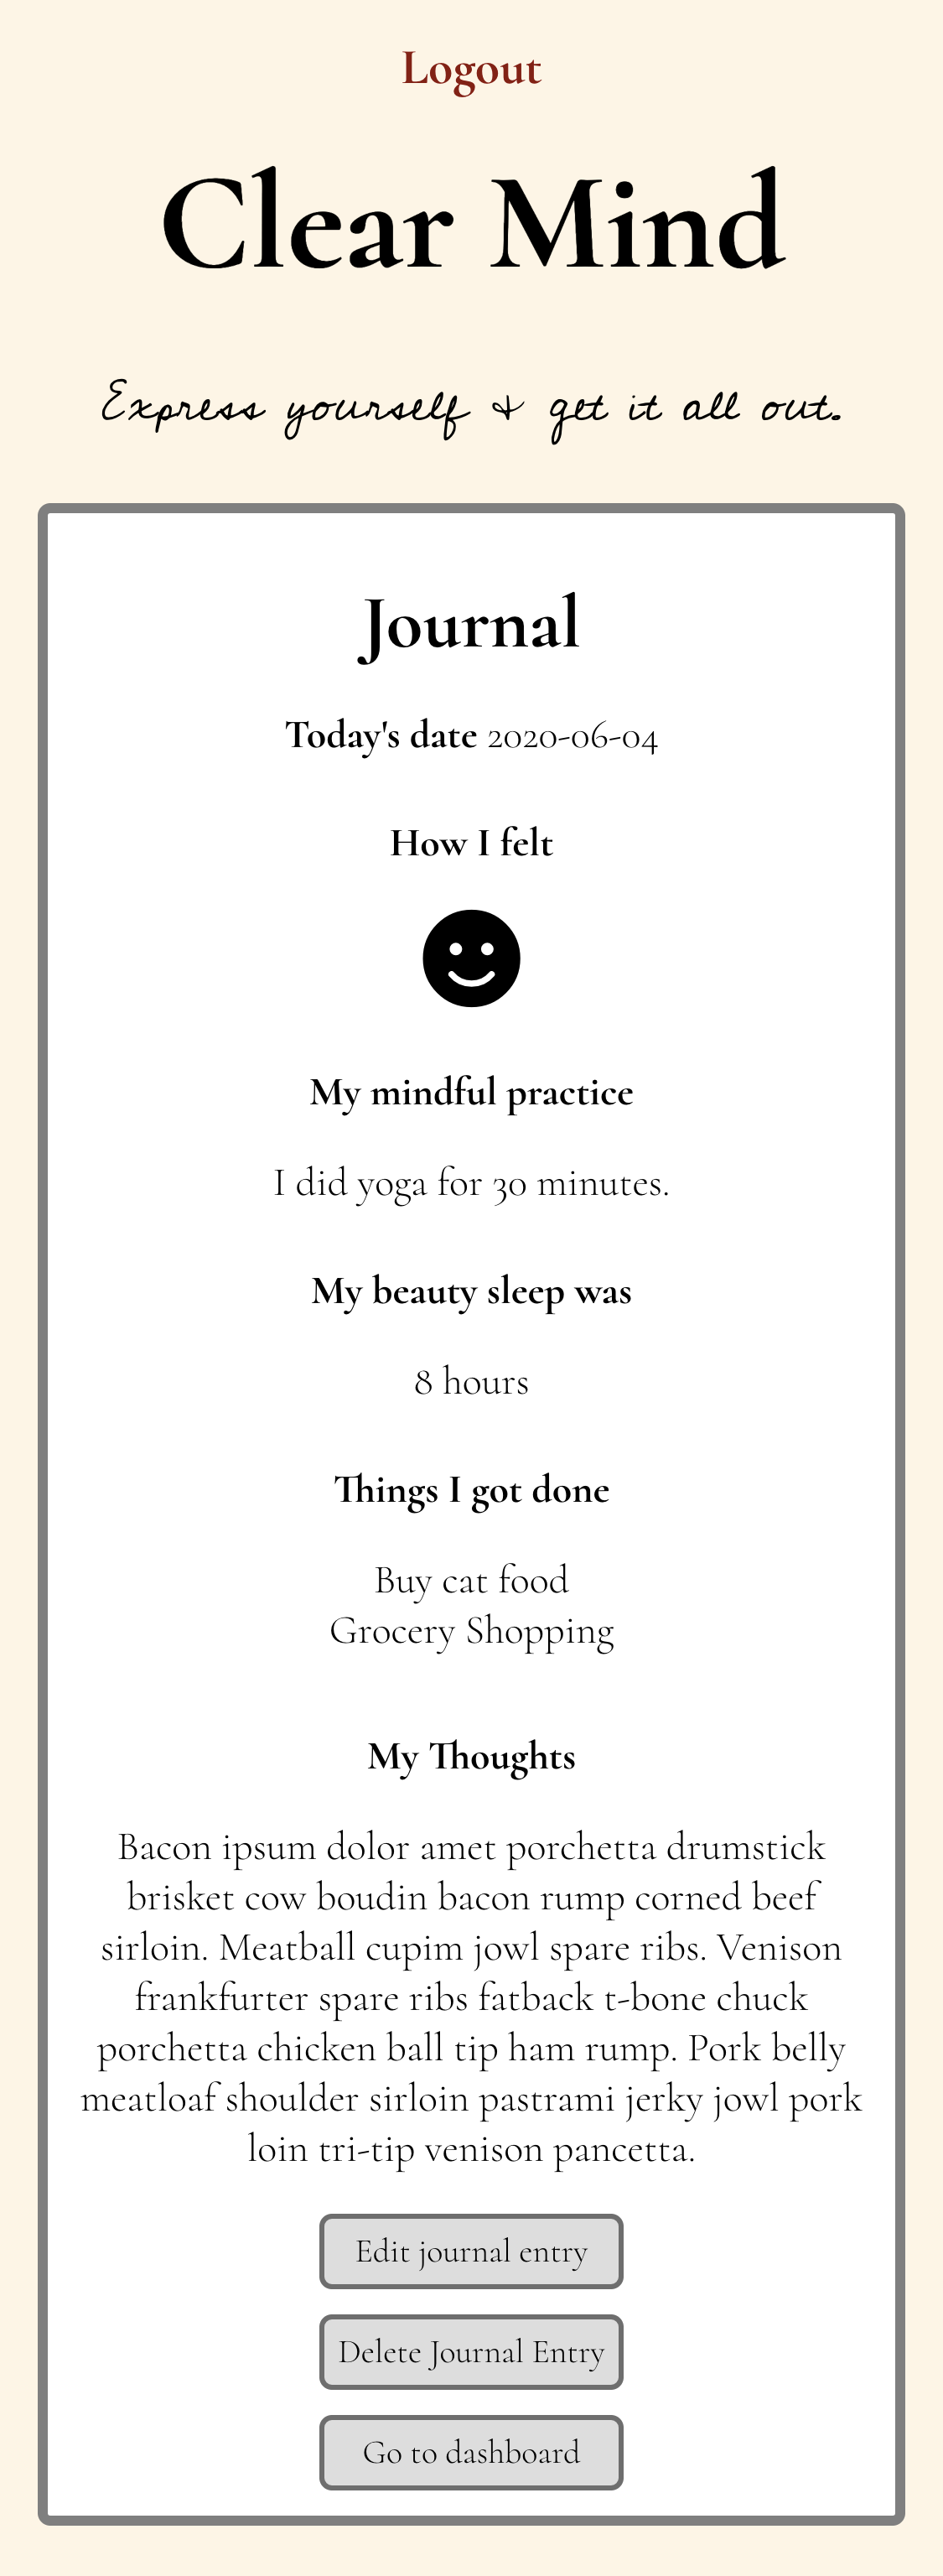 Logout
Clear Mind
Express yourself & get it all out.
Journal
Today's date 2020-06-04
How I felt
My mindful practice
I did yoga for 30 minutes.
My beauty sleep was
8 hours
Things I got done
Buy cat food
Grocery Shopping
My Thoughts
Bacon ipsum dolor amet porchetta drumstick
brisket cow boudin bacon rump corned beef
sirloin. Meatball cupim jowl spare ribs. Venison
frankfurter spare ribs fatback t-bone chuck
porchetta chicken ball tip ham rump. Pork belly
meatloaf shoulder sirloin pastrami jerky jowl pork
loin tri-tip venison pancetta.
Edit journal entry
Delete Journal Entry
Go to dashboard